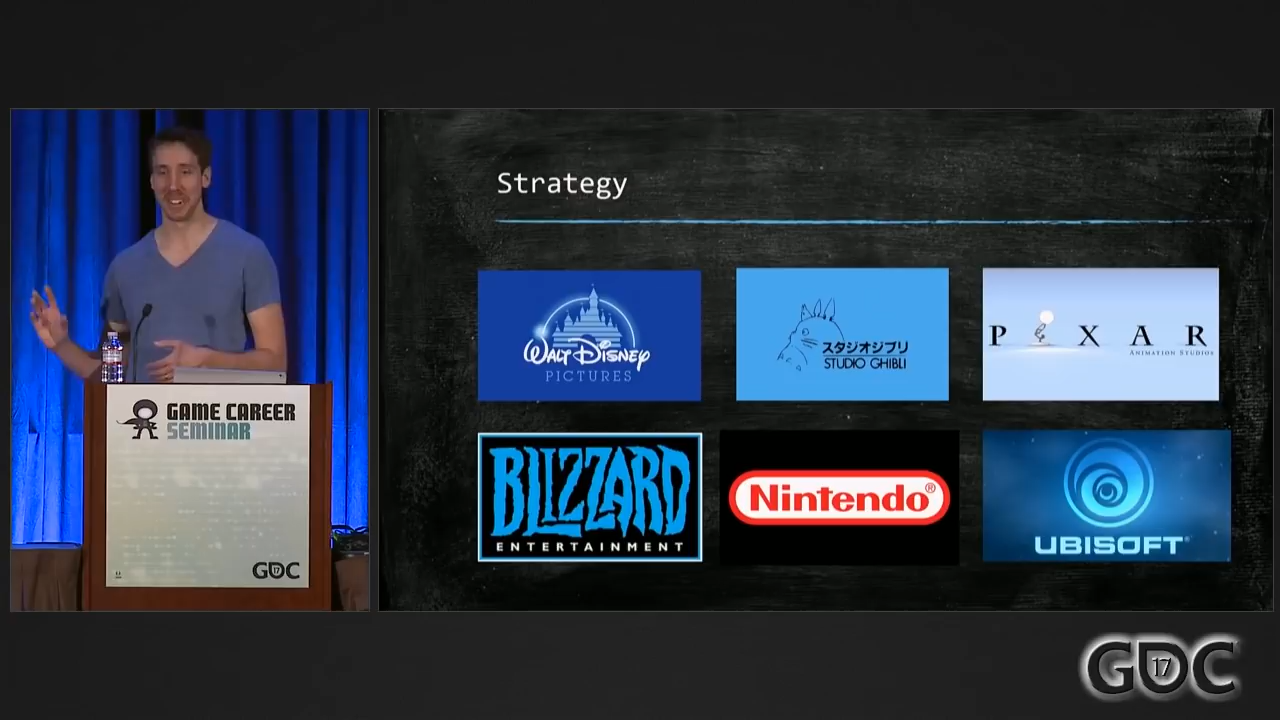 Strategy
WALT DISNEY
PICTURES
スタジオジブリ
STUDIO GHIBLI
PIXAR
ANIMATION STUDIOS
BLIZZARD
ENTERTAINMENT
Nintendo®
UBISOFT
GAME CAREER
SEMINAR
GDC
17
GDC
17